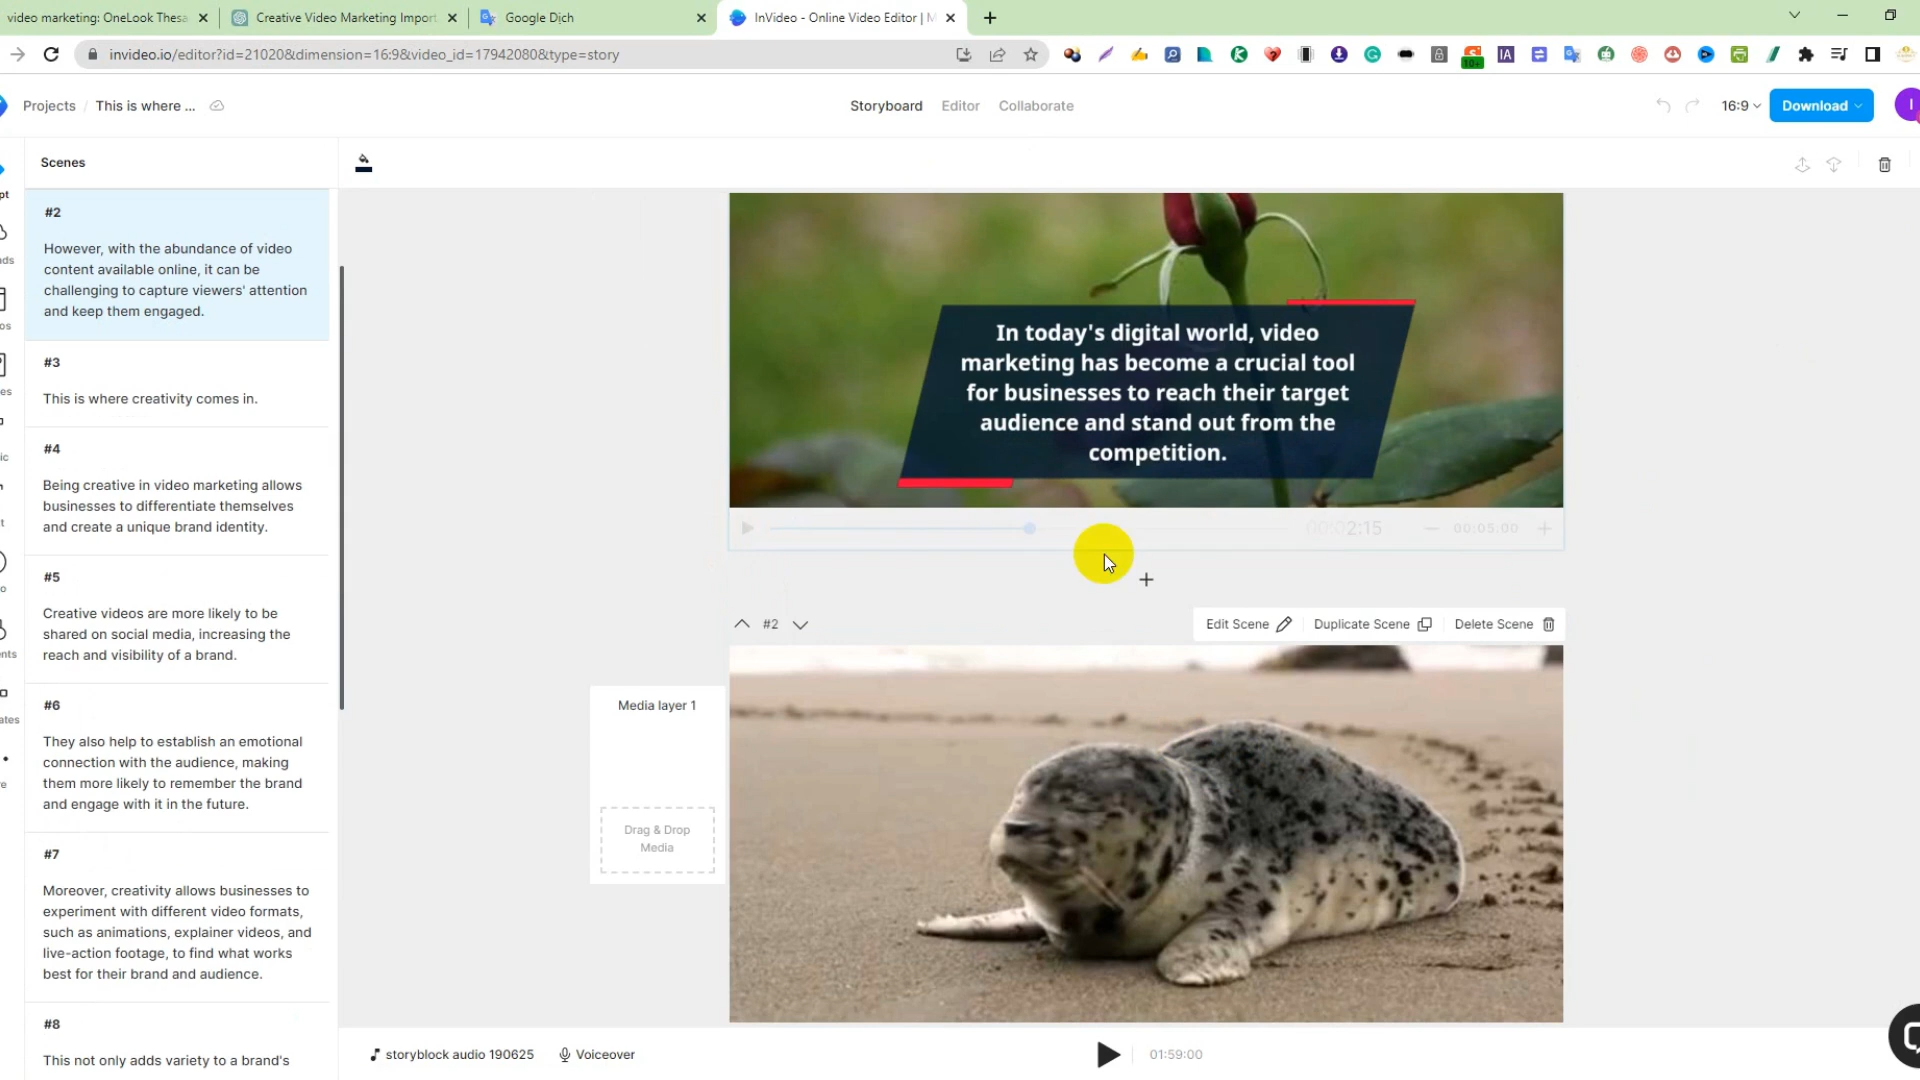 video marketing: OneLook Thesa
Creative Video Marketing Import
Google Dịch
InVideo - Online Video Editor | M
invideo.io/editor?id=21020&dimension=16:9&video_id=17942080&type=story
10+
IA
Projects / This is where ...
Storyboard
Editor
Collaborate
16:9
Download
I
Scenes
#2
However, with the abundance of video
content available online, it can be
challenging to capture viewers' attention
and keep them engaged.
#3
This is where creativity comes in.
#4
Being creative in video marketing allows
businesses to differentiate themselves
and create a unique brand identity.
#5
Creative videos are more likely to be
shared on social media, increasing the
reach and visibility of a brand.
#6
They also help to establish an emotional
connection with the audience, making
them more likely to remember the brand
and engage with it in the future.
#7
Moreover, creativity allows businesses to
experiment with different video formats,
such as animations, explainer videos, and
live-action footage, to find what works
best for their brand and audience.
#8
This not only adds variety to a brand's
In today's digital world, video
marketing has become a crucial tool
for businesses to reach their target
audience and stand out from the
competition.
00:02:15
00:05.00
#2
Edit Scene
Duplicate Scene
Delete Scene
Media layer 1
Drag & Drop
Media
storyblock audio 190625
Voiceover
01:59:00